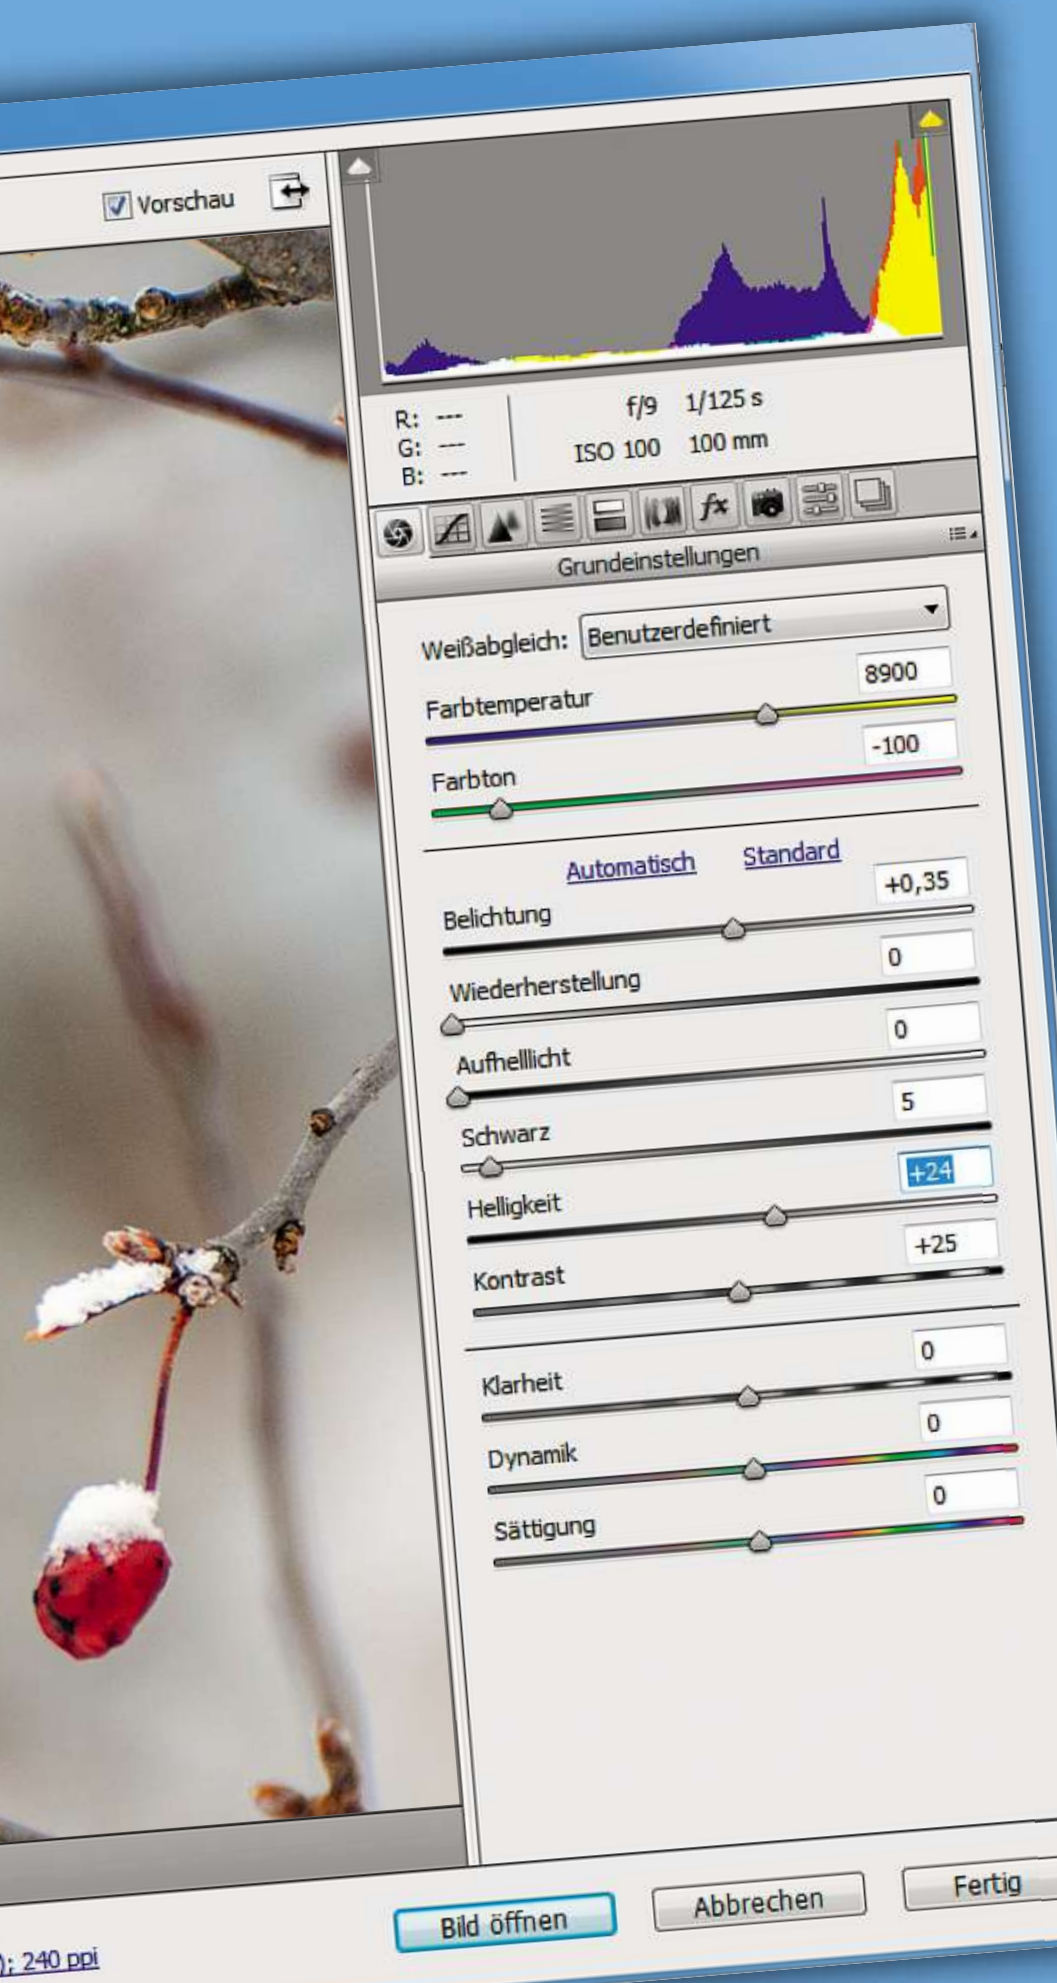 Vorschau
R: ---
G: ---
B: ---
f/9 1/125 s
ISO 100 100 mm
fx
Grundeinstellungen
Weißabgleich: Benutzerdefiniert
Farbtemperatur 8900
Farbton -100
Automatisch Standard
Belichtung +0,35
Wiederherstellung 0
Aufhelllicht 0
Schwarz 5
Helligkeit +24
Kontrast +25
Klarheit 0
Dynamik 0
Sättigung 0
); 240 ppi
Bild öffnen Abbrechen Fertig